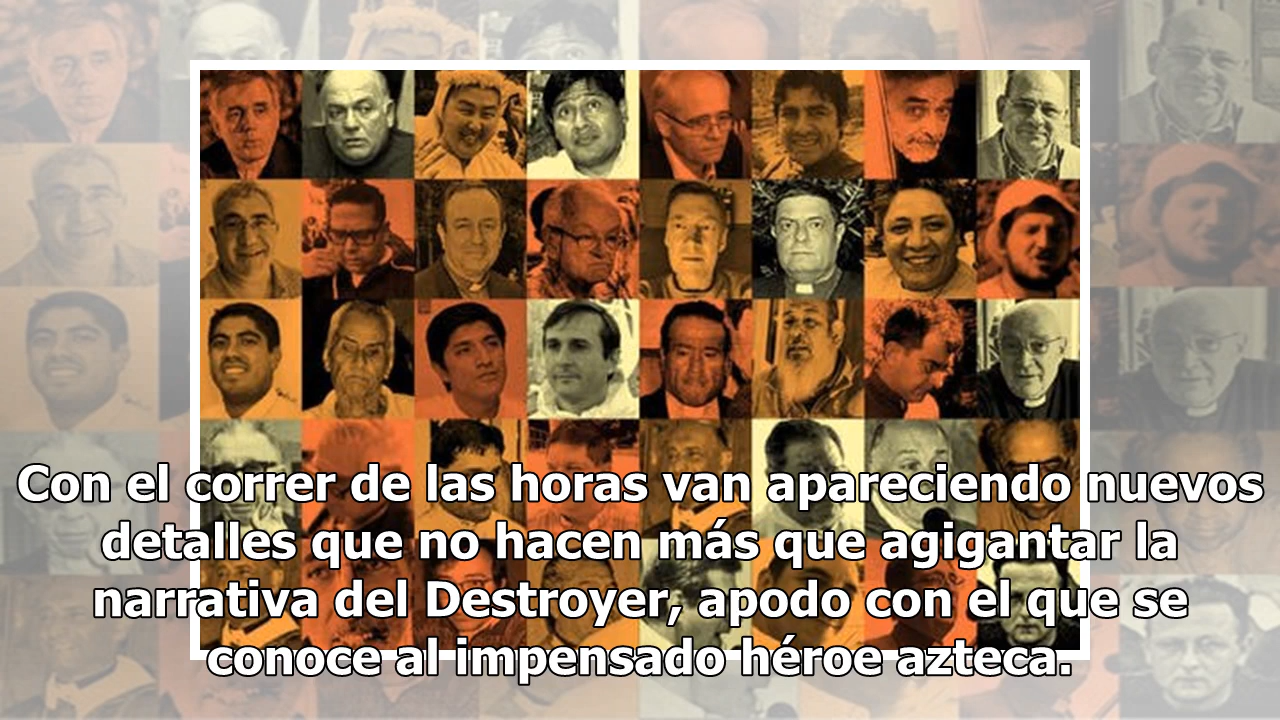 Con el correr de las horas van apareciendo nuevos
detalles que no hacen más que agigantar la
narrativa del Destroyer, apodo con el que se
conoce al impensado héroe azteca.